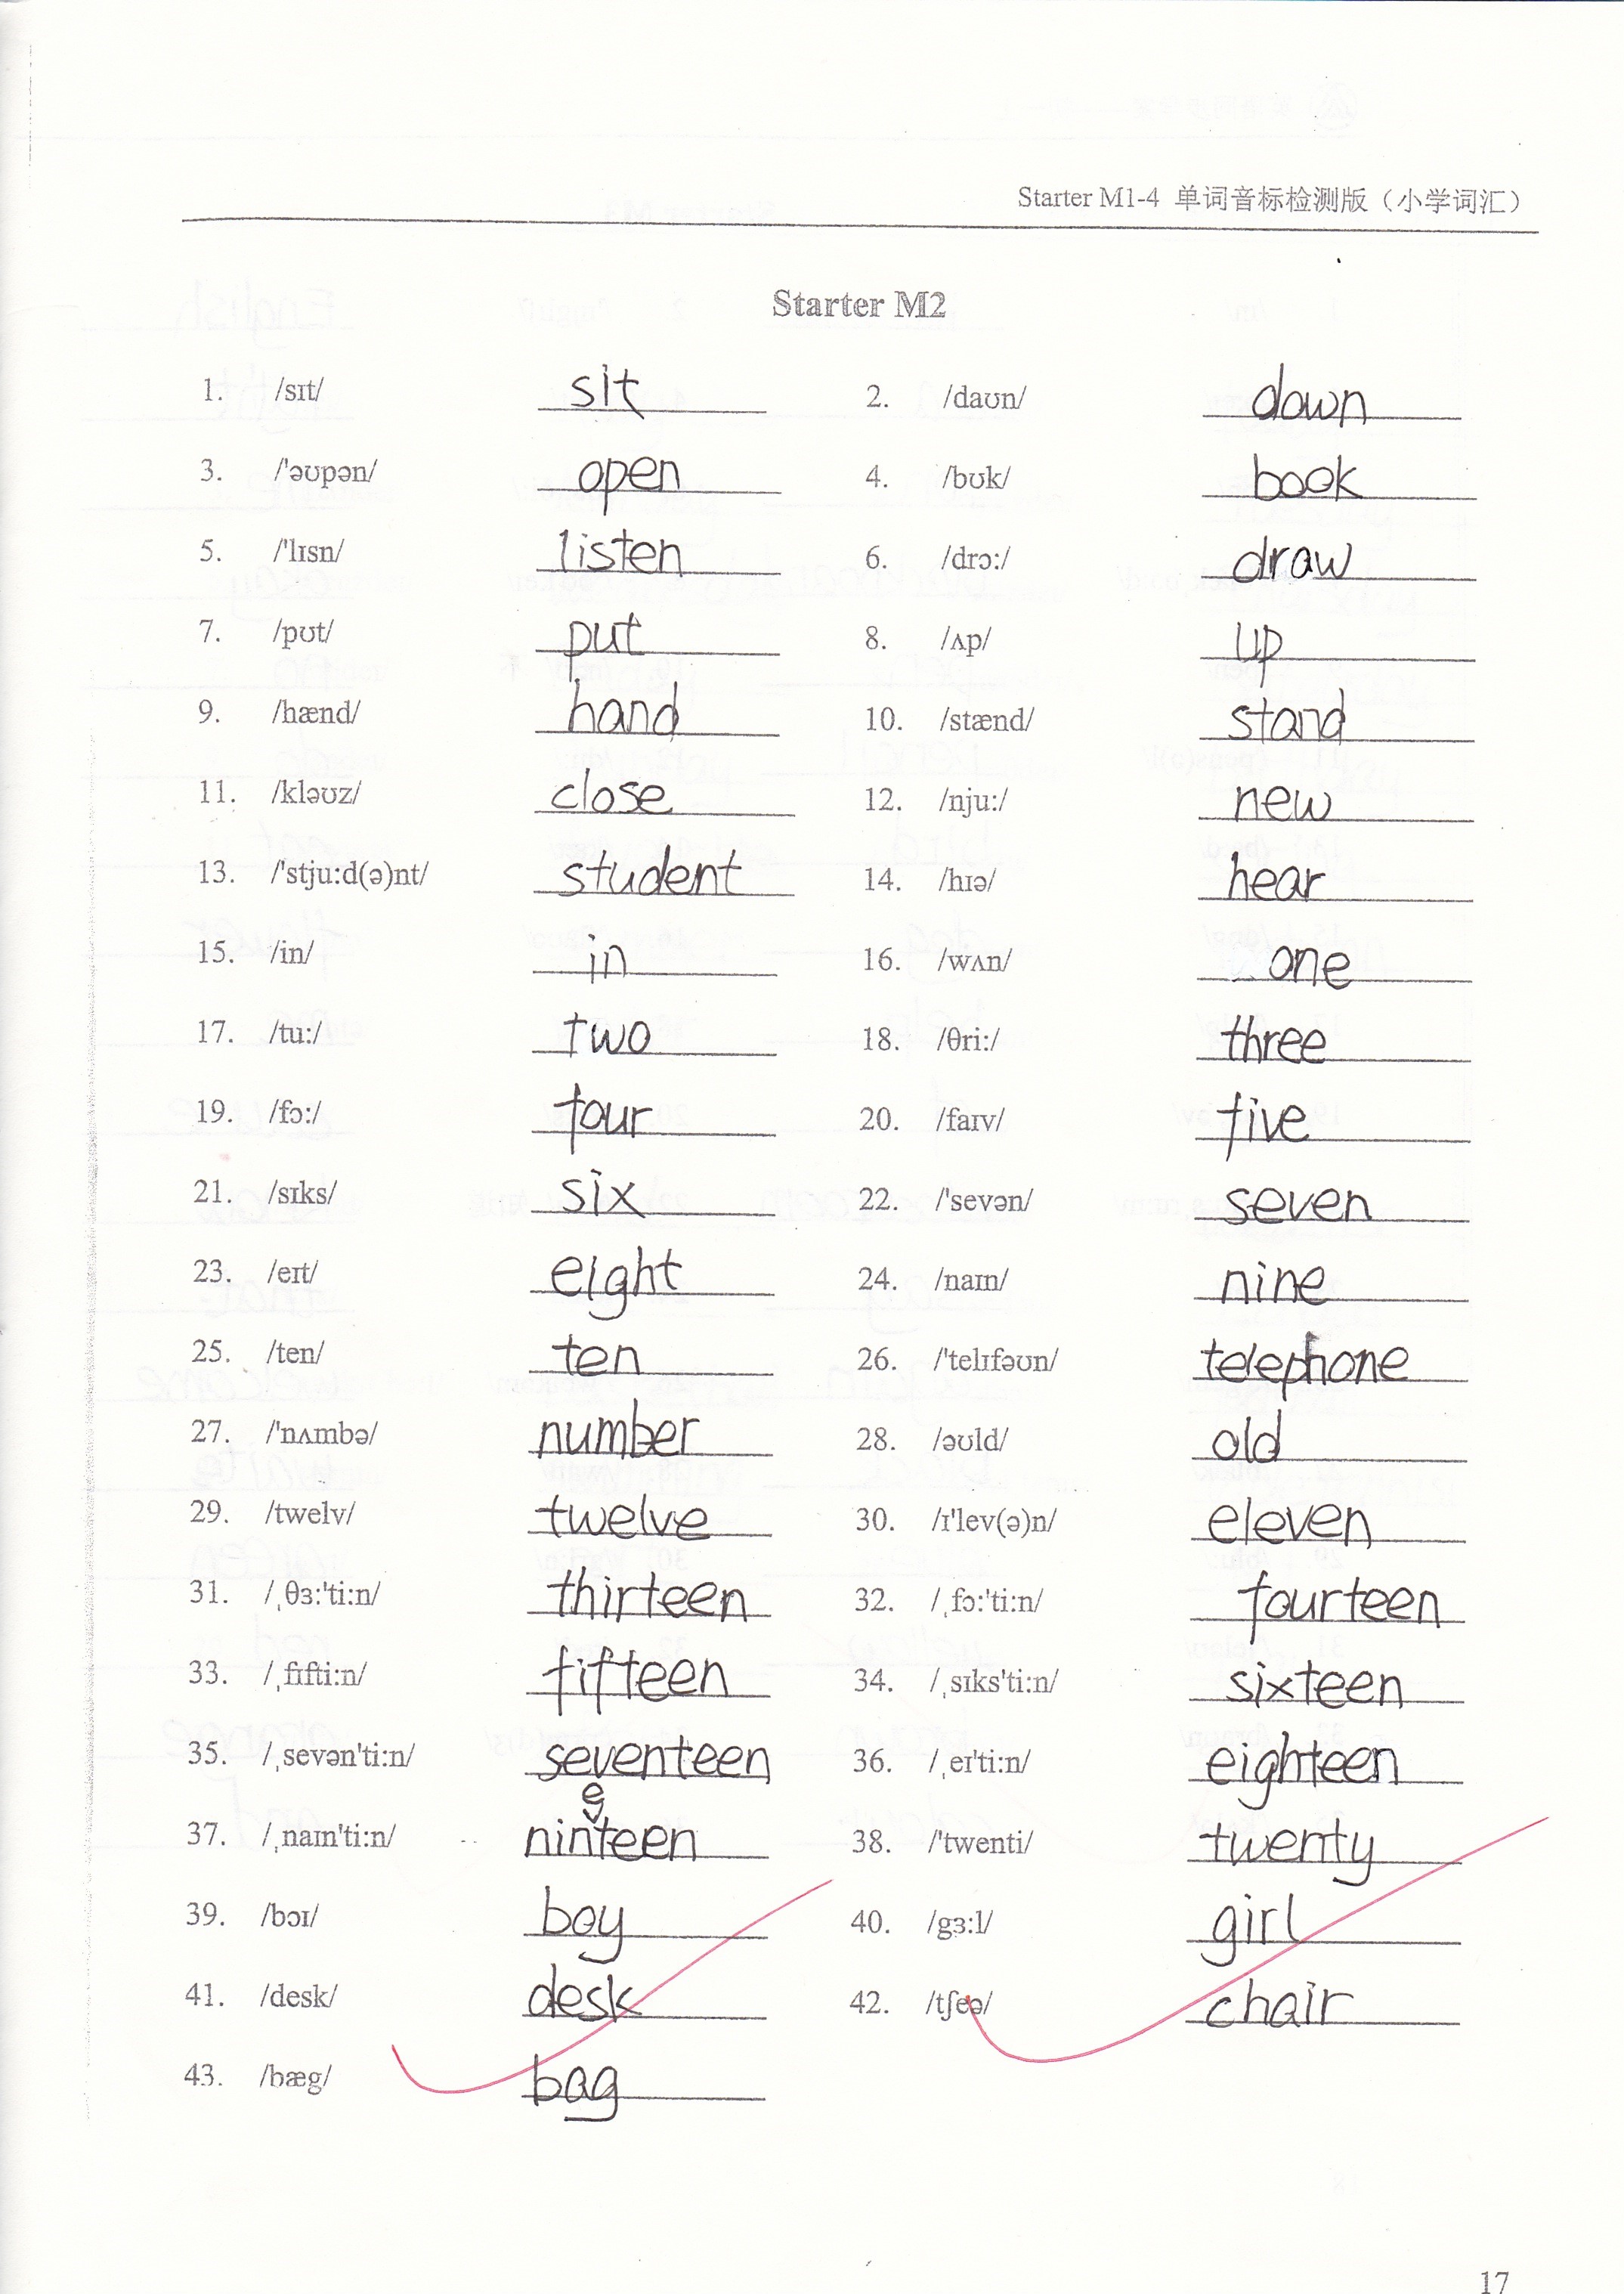 Starter M1-4 单词音标检测版（小学词汇）
Starter M2
1. /sɪt/ sit 2. /daʊn/ down
3. /'əʊpən/ open 4. /bʊk/ book
5. /'lɪsn/ listen 6. /drɔ:/ draw
7. /pʊt/ put 8. /ʌp/ up
9. /hænd/ hand 10. /stænd/ stand
11. /kləʊz/ close 12. /nju:/ new
13. /'stju:d(ə)nt/ student 14. /hɪə/ hear
15. /in/ in 16. /wʌn/ one
17. /tu:/ two 18. /θri:/ three
19. /fɔ:/ four 20. /faɪv/ five
21. /sɪks/ six 22. /'sevən/ seven
23. /eɪt/ eight 24. /naɪn/ nine
25. /ten/ ten 26. /'telɪfəʊn/ telephone
27. /'nʌmbə/ number 28. /əʊld/ old
29. /twelv/ twelve 30. /ɪ'lev(ə)n/ eleven
31. /ˌθɜ:'ti:n/ thirteen 32. /ˌfɔ:'ti:n/ fourteen
33. /ˌfɪfti:n/ fifteen 34. /ˌsɪks'ti:n/ sixteen
35. /ˌsevən'ti:n/ seventeen 36. /ˌeɪ'ti:n/ eighteen
37. /ˌnaɪn'ti:n/ nineteen 38. /'twenti/ twenty
39. /bɔɪ/ boy 40. /gɜ:l/ girl
41. /desk/ desk 42. /tʃeə/ chair
43. /bæg/ bag
17